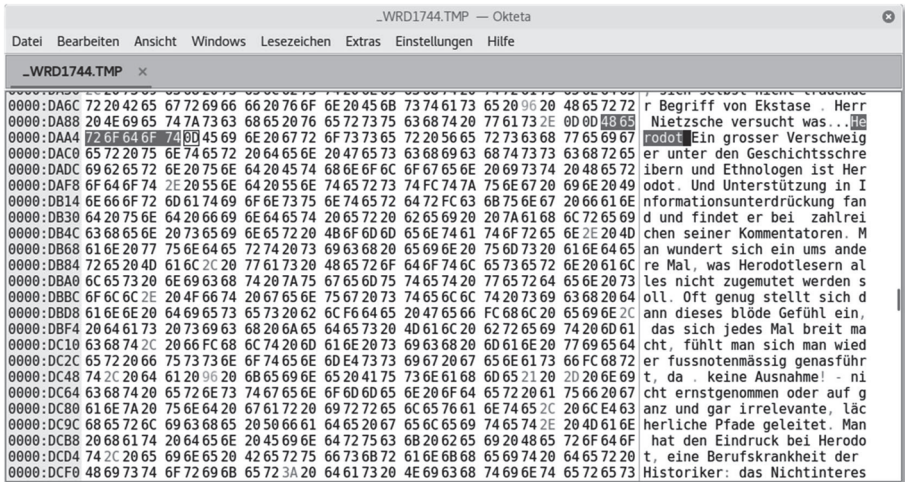 _WRD1744.TMP — Okteta
Datei Bearbeiten Ansicht Windows Lesezeichen Extras Einstellungen Hilfe
_WRD1744.TMP ×
0000:DA6C 72 20 42 65 67 72 69 66 66 20 76 6F 6E 20 45 6B 73 74 61 73 65 20 96 20 48 65 72 72 r Begriff von Ekstase . Herr
0000:DA88 20 4E 69 65 74 7A 73 63 68 65 20 76 65 72 73 75 63 68 74 20 77 61 73 2E 0D 0D 48 65 Nietzsche versucht was...He
0000:DAA4 72 6F 64 6F 74 0D 45 69 6E 20 67 72 6F 73 73 65 72 20 56 65 72 73 63 68 77 65 69 67 rodot Ein grosser Verschweig
0000:DAC0 65 72 20 75 6E 74 65 72 20 64 65 6E 20 47 65 73 63 68 69 63 68 74 73 73 63 68 72 65 er unter den Geschichtsschre
0000:DADC 69 62 65 72 6E 20 75 6E 64 20 45 74 68 6E 6F 6C 6F 67 65 6E 20 69 73 74 20 48 65 72 ibern und Ethnologen ist Her
0000:DAF8 6F 64 6F 74 2E 20 55 6E 64 20 55 6E 74 65 72 73 74 FC 74 7A 75 6E 67 20 69 6E 20 49 odot. Und Unterstützung in I
0000:DB14 6E 66 6F 72 6D 61 74 69 6F 6E 73 75 6E 74 65 72 64 72 FC 63 6B 75 6E 67 20 66 61 6E nformationsunterdrückung fan
0000:DB30 64 20 75 6E 64 20 66 69 6E 64 65 74 20 65 72 20 62 65 69 20 20 7A 61 68 6C 72 65 69 d und findet er bei  zahlrei
0000:DB4C 63 68 65 6E 20 73 65 69 6E 65 72 20 4B 6F 6D 6D 65 6E 74 61 74 6F 72 65 6E 2E 20 4D chen seiner Kommentatoren. M
0000:DB68 61 6E 20 77 75 6E 64 65 72 74 20 73 69 63 68 20 65 69 6E 20 75 6D 73 20 61 6E 64 65 an wundert sich ein ums ande
0000:DB84 72 65 20 4D 61 6C 2C 20 77 61 73 20 48 65 72 6F 64 6F 74 6C 65 73 65 72 6E 20 61 6C re Mal, was Herodotlesern al
0000:DBA0 6C 65 73 20 6E 69 63 68 74 20 7A 75 67 65 6D 75 74 65 74 20 77 65 72 64 65 6E 20 73 les nicht zugemutet werden s
0000:DBBC 6F 6C 6C 2E 20 4F 66 74 20 67 65 6E 75 67 20 73 74 65 6C 6C 74 20 73 69 63 68 20 64 oll. Oft genug stellt sich d
0000:DBD8 61 6E 6E 20 64 69 65 73 65 73 20 62 6C F6 64 65 20 47 65 66 FC 68 6C 20 65 69 6E 2C ann dieses blöde Gefühl ein,
0000:DBF4 20 64 61 73 20 73 69 63 68 20 6A 65 64 65 73 20 4D 61 6C 20 62 72 65 69 74 20 6D 61 das sich jedes Mal breit ma
0000:DC10 63 68 74 2C 20 66 FC 68 6C 74 20 6D 61 6E 20 73 69 63 68 20 6D 61 6E 20 77 69 65 64 cht, fühlt man sich man wied
0000:DC2C 65 72 20 66 75 73 73 6E 6F 74 65 6E 6D E4 73 73 69 67 20 67 65 6E 61 73 66 FC 68 72 er fussnotenmässig genasführ
0000:DC48 74 2C 20 64 61 20 96 20 6B 65 69 6E 65 20 41 75 73 6E 61 68 6D 65 21 20 2D 20 6E 69 t, da . keine Ausnahme! - ni
0000:DC64 63 68 74 20 65 72 6E 73 74 67 65 6E 6F 6D 6D 65 6E 20 6F 64 65 72 20 61 75 66 20 67 cht ernstgenommen oder auf g
0000:DC80 61 6E 7A 20 75 6E 64 20 67 61 72 20 69 72 72 65 6C 65 76 61 6E 74 65 2C 20 6C E4 63 anz und gar irrelevante, läc
0000:DC9C 68 65 72 6C 69 63 68 65 20 50 66 61 64 65 20 67 65 6C 65 69 74 65 74 2E 20 4D 61 6E herliche Pfade geleitet. Man
0000:DCB8 20 68 61 74 20 64 65 6E 20 45 69 6E 64 72 75 63 6B 20 62 65 69 20 48 65 72 6F 64 6F hat den Eindruck bei Herodo
0000:DCD4 74 2C 20 65 69 6E 65 20 42 65 72 75 66 73 6B 72 61 6E 6B 68 65 69 74 20 64 65 72 20 t, eine Berufskrankheit der
0000:DCF0 48 69 73 74 6F 72 69 6B 65 72 3A 20 64 61 73 20 4E 69 63 68 74 69 6E 74 65 72 65 73 Historiker: das Nichtinteres